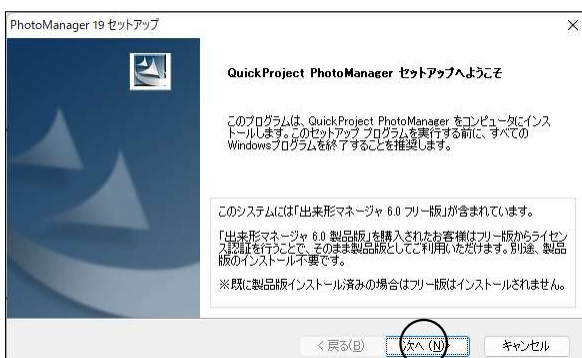 PhotoManager 19 セットアップ
QuickProject PhotoManager セットアップへようこそ
このプログラムは、QuickProject PhotoManager をコンピュータにインス
トールします。このセットアップ プログラムを実行する前に、すべての
Windowsプログラムを終了することを推奨します。
このシステムには「出来形マネージャ 6.0 フリー版」が含まれています。
「出来形マネージャ 6.0 製品版」を購入されたお客様はフリー版からライセン
ス認証を行うことで、そのまま製品版としてご利用いただけます。別途、製品
版のインストール不要です。
※既に製品版インストール済みの場合はフリー版はインストールされません。
< 戻る(B)
次へ (N)>
キャンセル